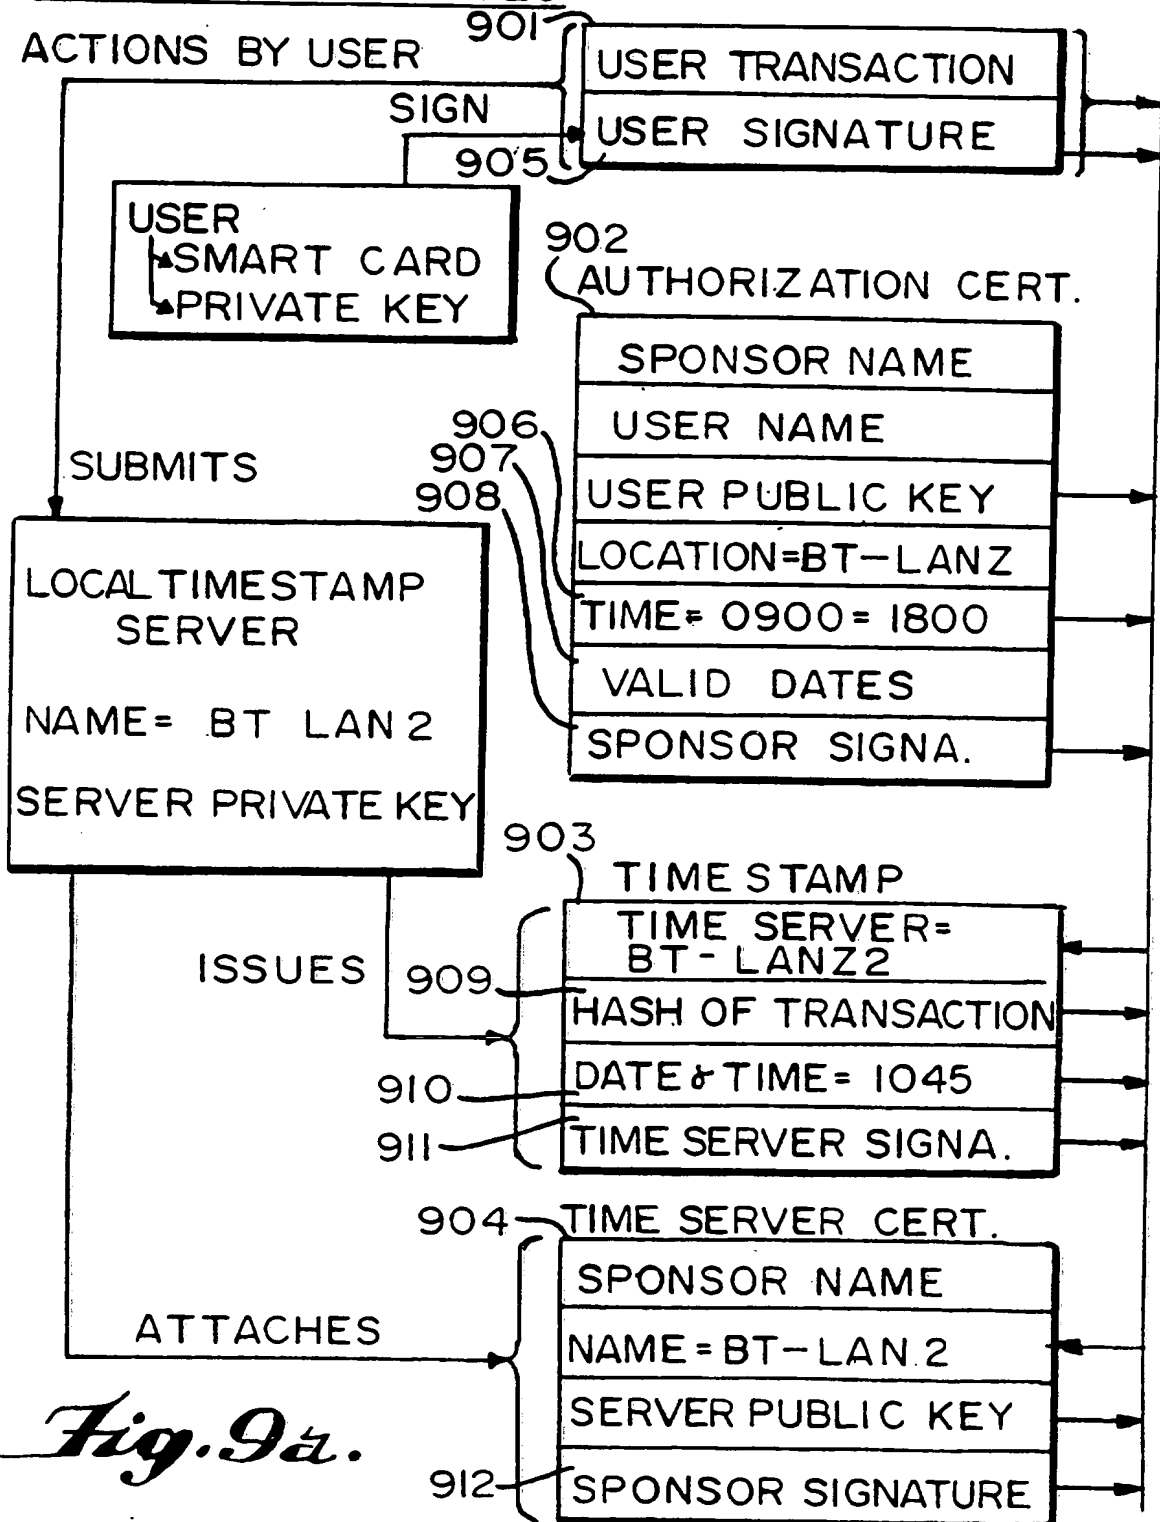 901
ACTIONS BY USER
USER TRANSACTION
SIGN
USER SIGNATURE
905
USER
SMART CARD
PRIVATE KEY
902
AUTHORIZATION CERT.
SPONSOR NAME
906
USER NAME
907
SUBMITS
908
USER PUBLIC KEY
LOCATION=BT-LANZ
TIME= 0900= 1800
VALID DATES
SPONSOR SIGNA.
LOCAL TIMESTAMP
SERVER
NAME= BT LAN 2
SERVER PRIVATE KEY
903
TIMESTAMP
TIME SERVER=
BT- LANZ2
ISSUES
909
HASH OF TRANSACTION
910
DATE & TIME= 1045
911
TIME SERVER SIGNA.
904
TIME SERVER CERT.
SPONSOR NAME
ATTACHES
NAME=BT-LAN.2
SERVER PUBLIC KEY
912
SPONSOR SIGNATURE
Fig.9a.